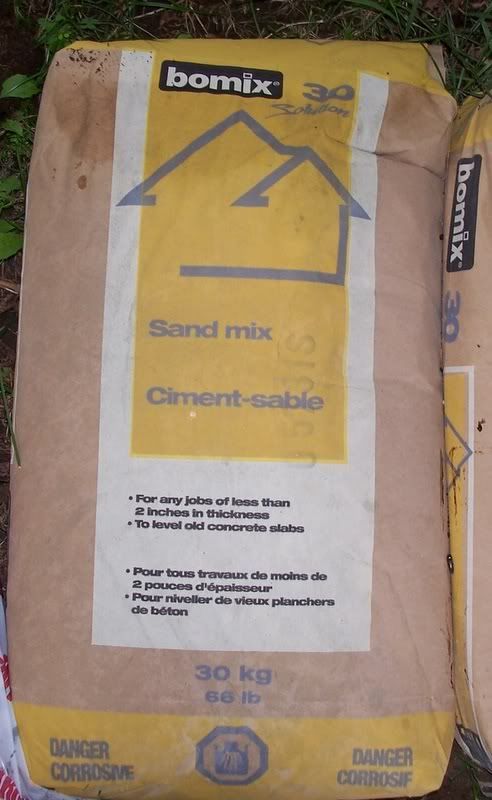 bomix
30
Solution
Sand mix
Ciment-sable
• For any jobs of less than
2 inches in thickness
• To level old concrete slabs
• Pour tous travaux de moins de
2 pouces d'épaisseur
• Pour niveller de vieux planchers
de béton
30 kg
66 lb
DANGER
CORROSIVE
DANGER
CORROSIF
bomix
30